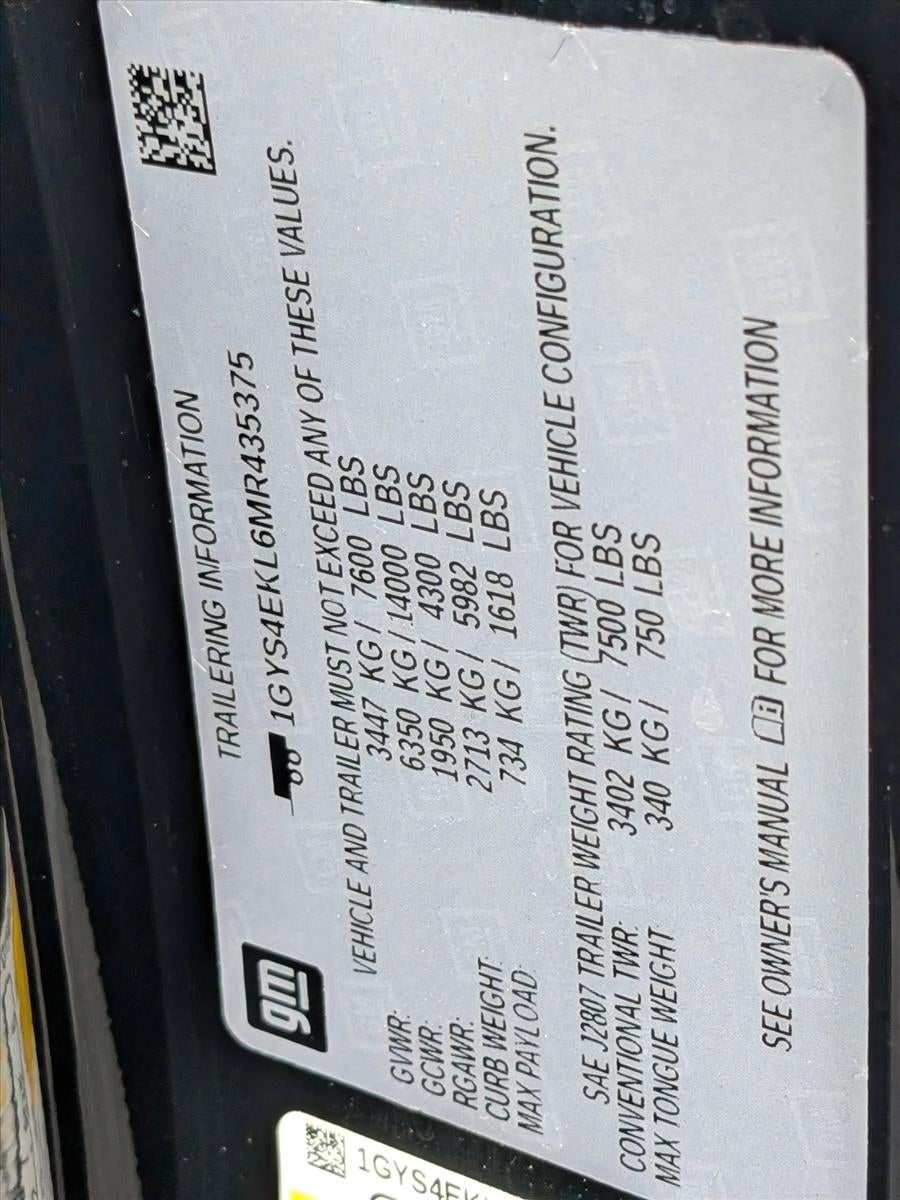 gm
TRAILERING INFORMATION
1GYS4EKL6MR435375
VEHICLE AND TRAILER MUST NOT EXCEED ANY OF THESE VALUES.
GVWR: 3447 KG / 7600 LBS
GCWR: 6350 KG / 14000 LBS
RGAWR: 1950 KG / 4300 LBS
CURB WEIGHT: 2713 KG / 5982 LBS
MAX PAYLOAD: 734 KG / 1618 LBS
SAE J2807 TRAILER WEIGHT RATING (TWR) FOR VEHICLE CONFIGURATION.
CONVENTIONAL TWR: 3402 KG / 7500 LBS
MAX TONGUE WEIGHT 340 KG / 750 LBS
SEE OWNER'S MANUAL FOR MORE INFORMATION
1GYS4EK